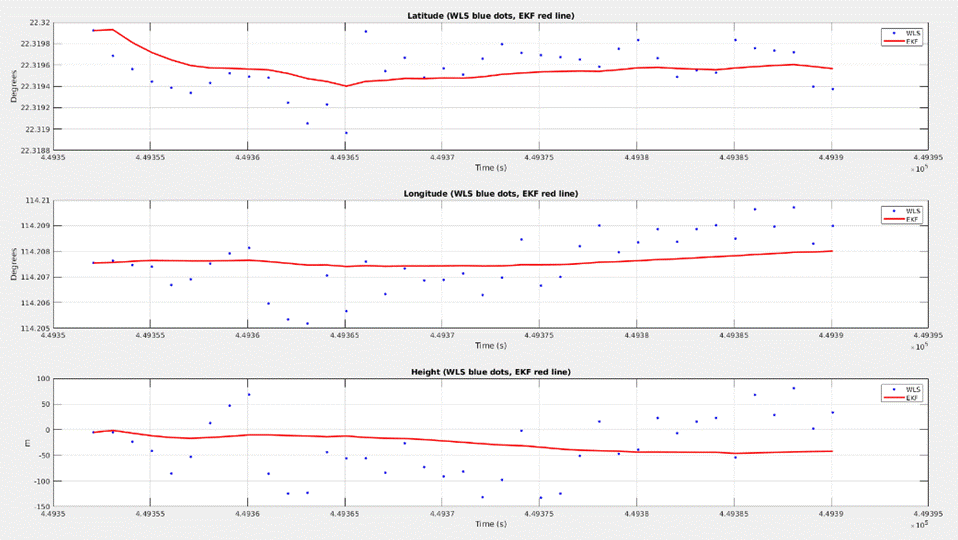 Latitude (WLS blue dots, EKF red line)
22.32
22.3198
22.3196
22.3194
22.3192
22.319
22.3188
Degrees
WLS
EKF
4.4935 4.49355 4.4936 4.49365 4.4937 4.49375 4.4938 4.49385 4.4939 4.49395
Time (s)
×10^5
Longitude (WLS blue dots, EKF red line)
114.21
114.209
114.208
114.207
114.206
114.205
Degrees
WLS
EKF
4.4935 4.49355 4.4936 4.49365 4.4937 4.49375 4.4938 4.49385 4.4939 4.49395
Time (s)
×10^5
Height (WLS blue dots, EKF red line)
100
50
0
-50
-100
-150
m
WLS
EKF
4.4935 4.49355 4.4936 4.49365 4.4937 4.49375 4.4938 4.49385 4.4939 4.49395
Time (s)
×10^5